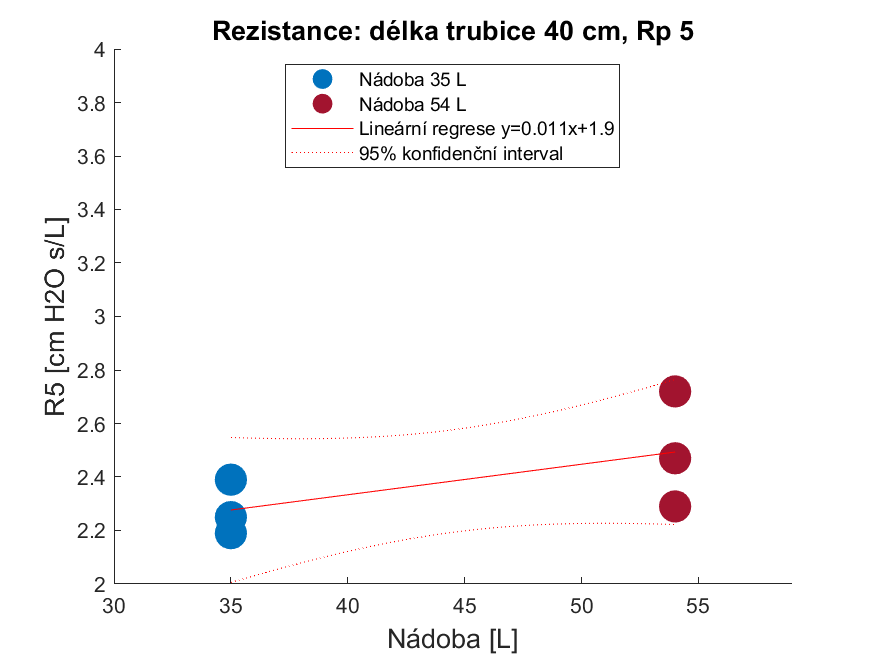 Rezistance: délka trubice 40 cm, Rp 5
Nádoba 35 L
Nádoba 54 L
Lineární regrese y=0.011x+1.9
95% konfidenční interval
R5 [cm H2O s/L]
4
3.8
3.6
3.4
3.2
3
2.8
2.6
2.4
2.2
2
30 35 40 45 50 55
Nádoba [L]